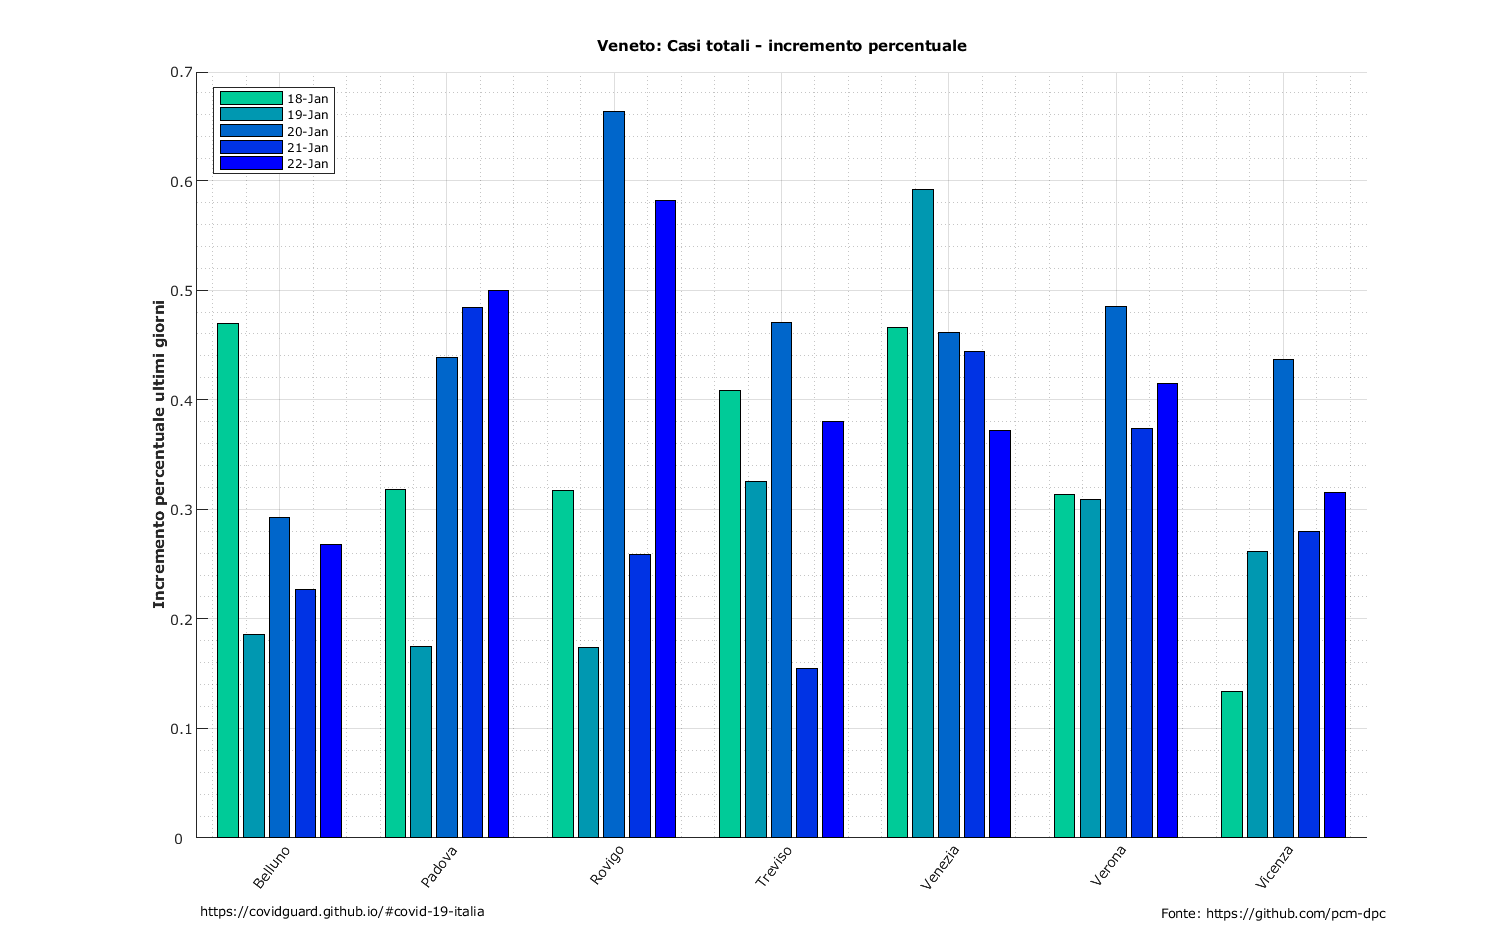 Veneto: Casi totali - incremento percentuale
0.7
0.6
0.5
0.4
0.3
0.2
0.1
0
Incremento percentuale ultimi giorni
18-Jan
19-Jan
20-Jan
21-Jan
22-Jan
Belluno
Padova
Rovigo
Treviso
Venezia
Verona
Vicenza
https://covidguard.github.io/#covid-19-italia
Fonte: https://github.com/pcm-dpc